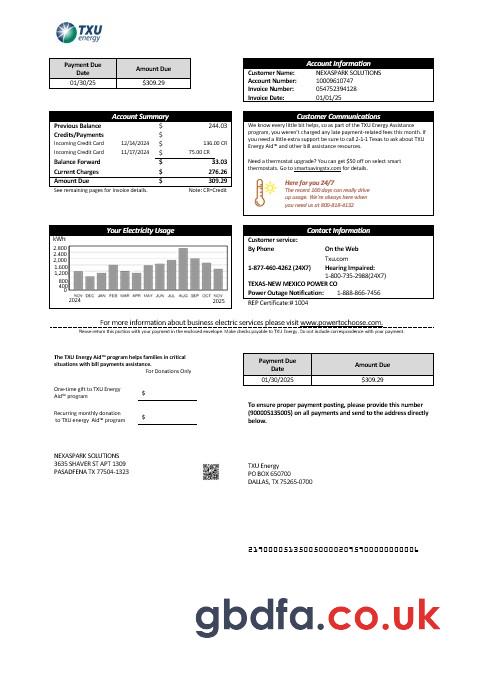 TXU
energy
Payment Due Date
Amount Due
01/30/25
$309.29
Account Information
Customer Name: NEXASPARK SOLUTIONS
Account Number: 10009610747
Invoice Number: 054752394128
Invoice Date: 01/01/25
Account Summary
Previous Balance $ 244.03
Credits/Payments
Incoming Credit Card 12/14/2024 $ 136.00 CR
Incoming Credit Card 11/17/2024 $ 75.00 CR
Balance Forward $ 33.03
Current Charges $ 276.26
Amount Due $ 309.29
See remaining pages for invoice details. Note: CR=Credit
Customer Communications
We know every little bit helps, so as part of the TXU Energy Assistance
program, you weren't charged any late payment-related fees this month. If
you need a little extra support be sure to call 2-1-1 Texas to ask about TXU
Energy Aid™ and other bill assistance resources.
Need a thermostat upgrade? You can get $50 off on select smart
thermostats. Go to smartsavingstx.com for details.
Here for you 24/7
The recent 100 days can really drive
up usage. We're always here when
you need us at 800-818-6132
Your Electricity Usage
kWh
2,800
2,400
2,000
1,600
1,200
800
400
0
NOV DEC JAN FEB MAR APR MAY JUN JUL AUG SEP OCT NOV
2024 2025
Contact Information
Customer service:
By Phone On the Web
Txu.com
1-877-460-4262 (24X7) Hearing Impaired:
1-800-735-2988(24X7)
TEXAS-NEW MEXICO POWER CO
Power Outage Notification: 1-888-866-7456
REP Certificate # 1004
For more information about business electric services please visit www.powertochoose.com.
Please return this portion with your payment in the enclosed envelope. Make checks payable to TXU Energy. Do not include correspondence with your payment.
The TXU Energy Aid™ program helps families in critical
situations with bill payments assistance.
For Donations Only
One-time gift to TXU Energy
Aid™ program $
Recurring monthly donation
to TXU energy Aid™ program $
Payment Due Date
Amount Due
01/30/2025
$309.29
To ensure proper payment posting, please provide this number
(900005135005) on all payments and send to the address directly
below.
NEXASPARK SOLUTIONS
3635 SHAVER ST APT 1309
PASADFENA TX 77504-1323
TXU Energy
PO BOX 650700
DALLAS, TX 75265-0700
gbdfa.co.uk